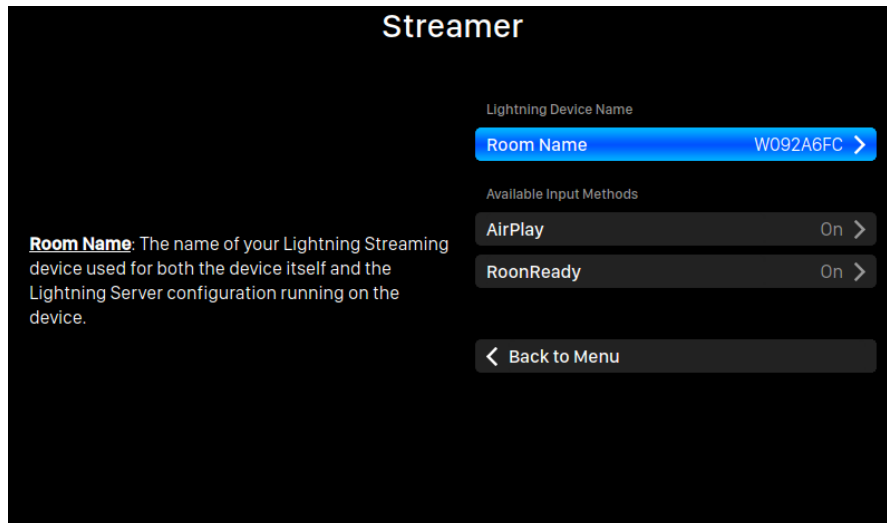 Streamer
Lightning Device Name
Room Name W092A6FC
Available Input Methods
AirPlay On
RoonReady On
Back to Menu
Room Name: The name of your Lightning Streaming
device used for both the device itself and the
Lightning Server configuration running on the
device.